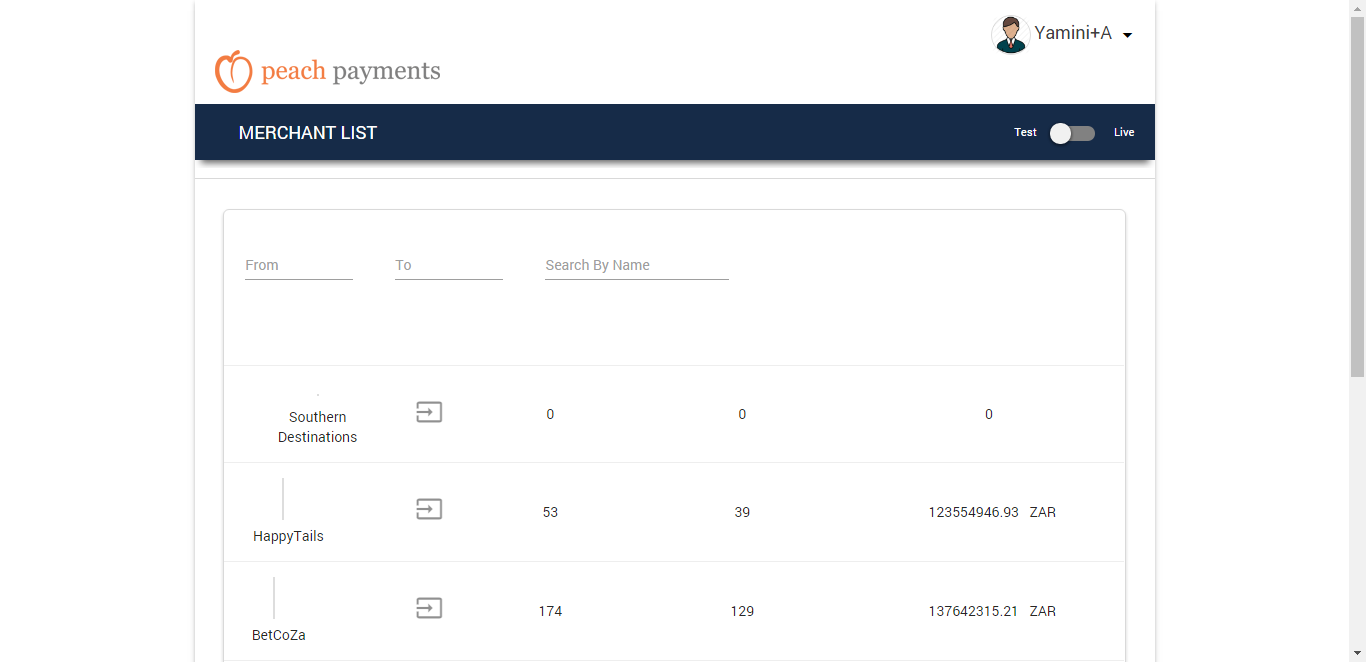 Yamini+A
peach payments
MERCHANT LIST
Test
Live
From
To
Search By Name
Southern
Destinations
0
0
0
HappyTails
53
39
123554946.93 ZAR
BetCoZa
174
129
137642315.21 ZAR